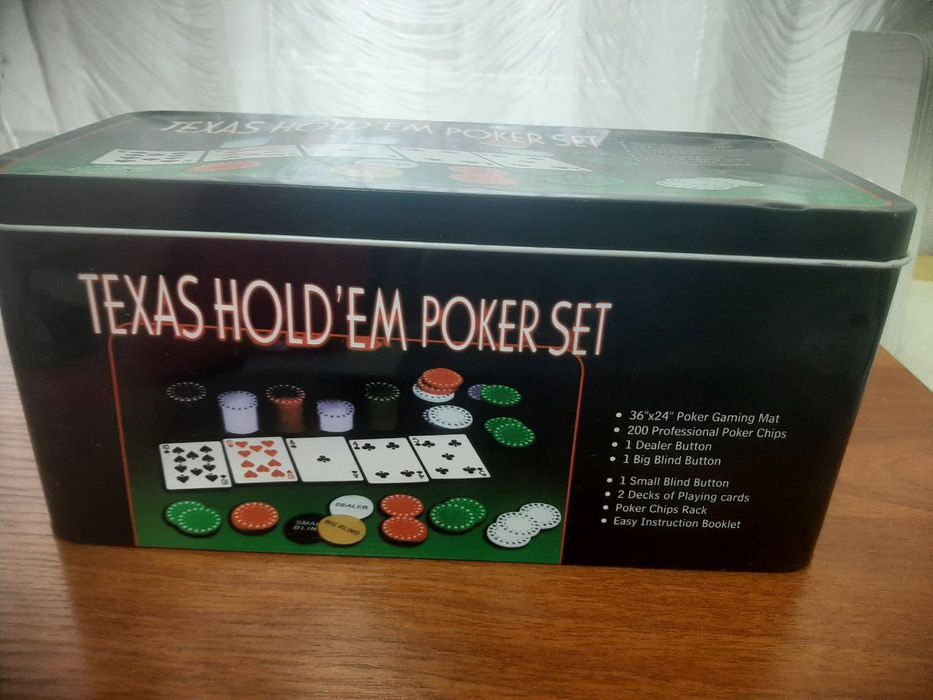 TEXAS HOLD'EM POKER SET
TEXAS HOLD'EM POKER SET
• 36"x24" Poker Gaming Mat
• 200 Professional Poker Chips
• 1 Dealer Button
• 1 Big Blind Button
• 1 Small Blind Button
• 2 Decks of Playing cards
• Poker Chips Rack
• Easy Instruction Booklet
DEALER
BIG BLIND